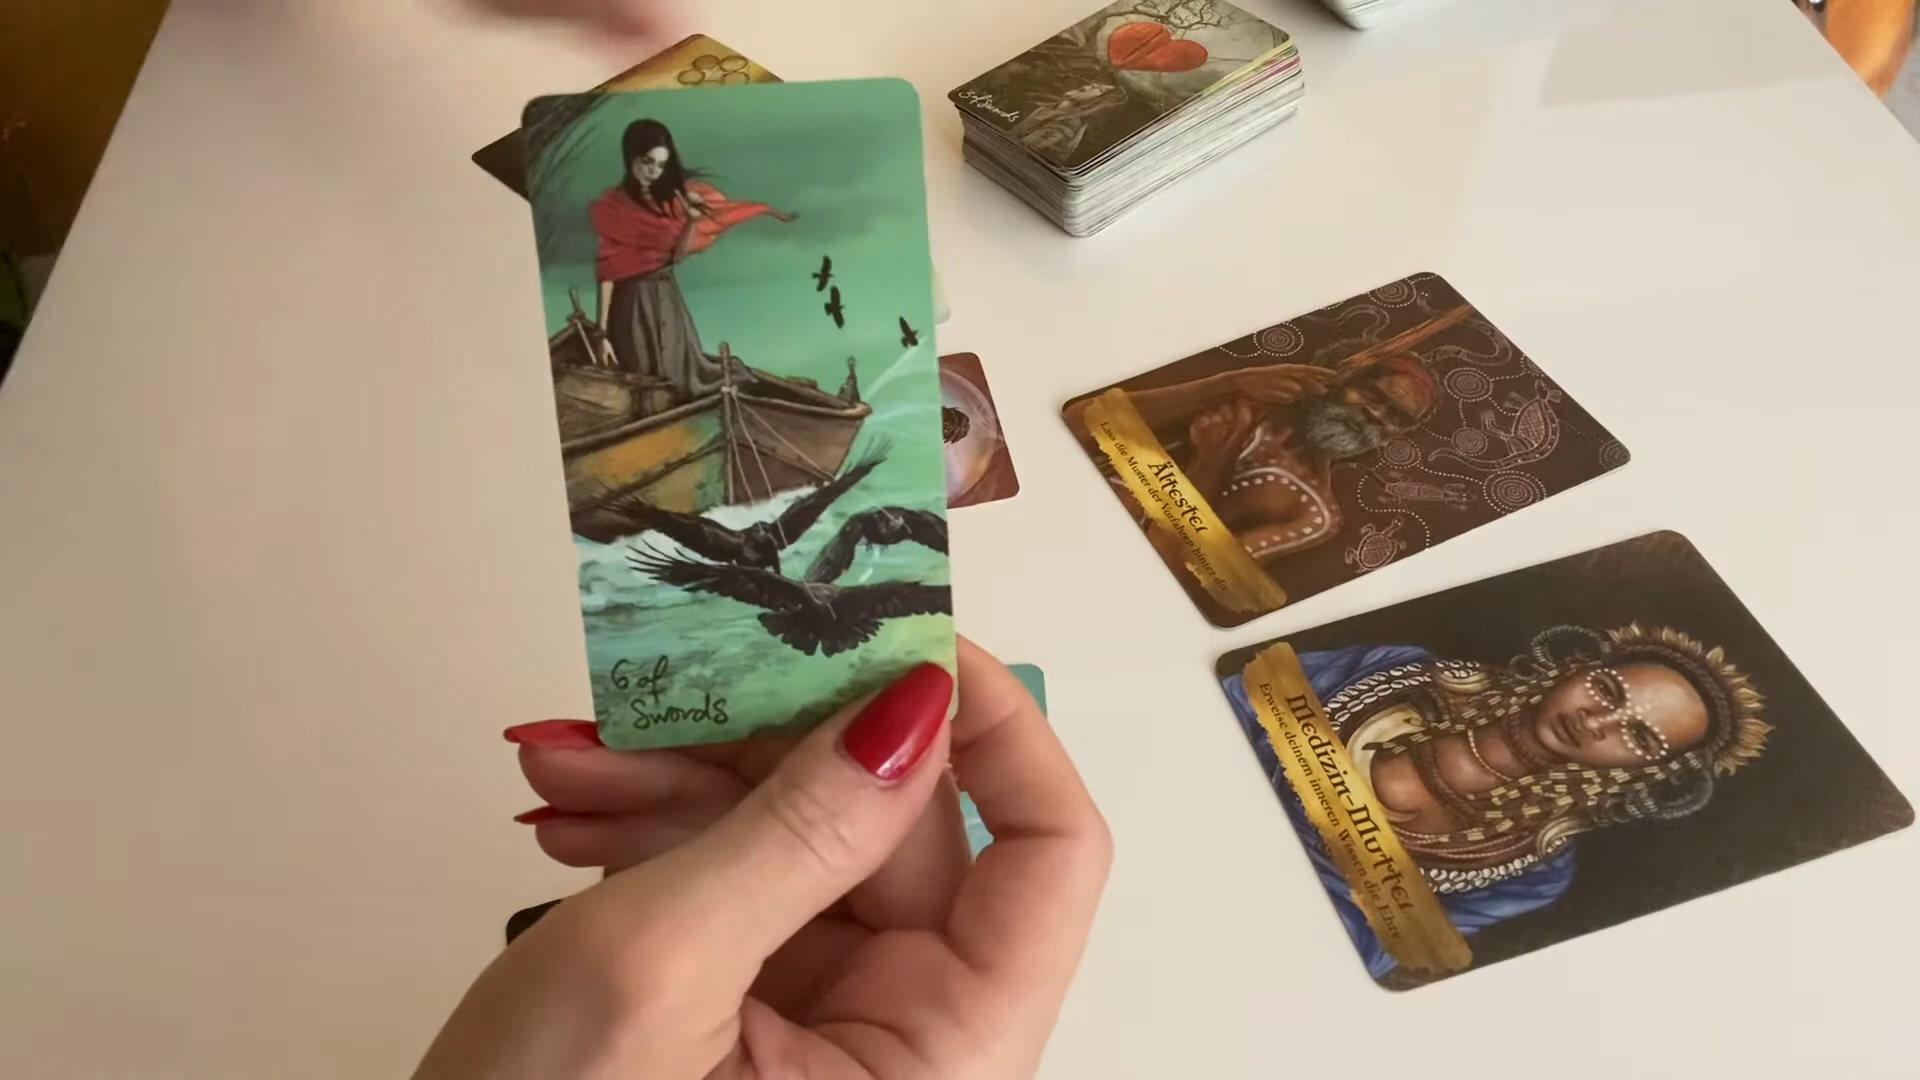 3 of Swords
6 of
Swords
Ältester
Lass die Muster der Vorfahren hinter dir
Medizin-Mutter
Erweise deinem inneren Wissen die Ehre